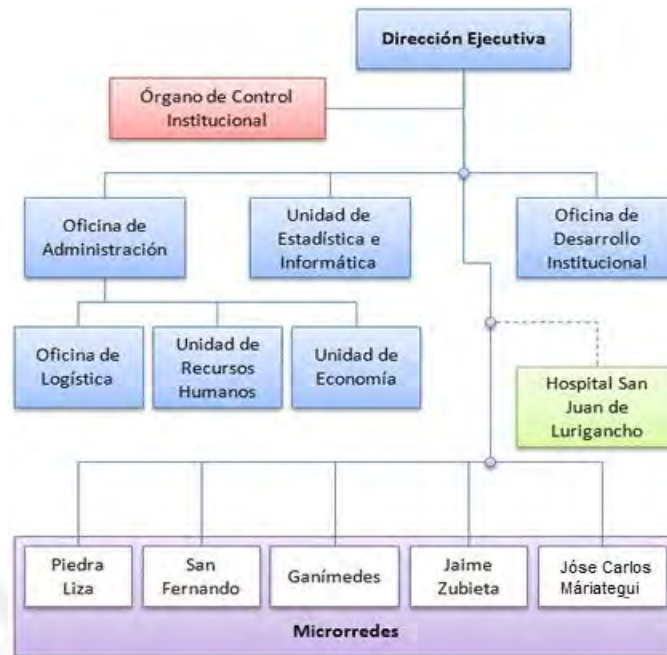 Dirección Ejecutiva
Órgano de Control
Institucional
Oficina de
Administración
Unidad de
Estadística e
Informática
Oficina de
Desarrollo
Institucional
Oficina de
Logística
Unidad de
Recursos
Humanos
Unidad de
Economía
Hospital San
Juan de
Lurigancho
Piedra
Liza
San
Fernando
Ganímedes
Jaime
Zubieta
Jóse Carlos
Máriategui
Microrredes